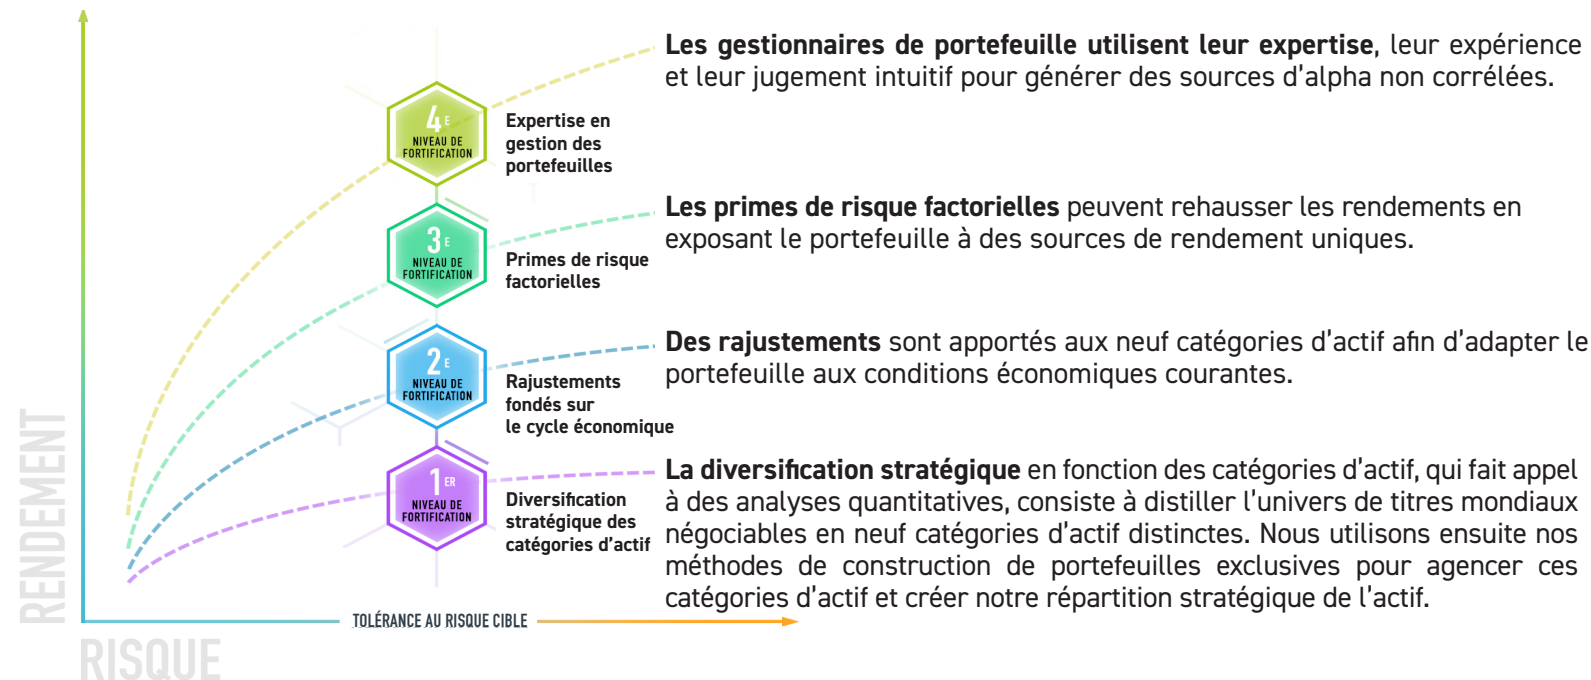 Les gestionnaires de portefeuille utilisent leur expertise, leur expérience
et leur jugement intuitif pour générer des sources d’alpha non corrélées.
4E
NIVEAU DE
FORTIFICATION
Expertise en
gestion des
portefeuilles
Les primes de risque factorielles peuvent rehausser les rendements en
exposant le portefeuille à des sources de rendement uniques.
3E
NIVEAU DE
FORTIFICATION
Primes de risque
factorielles
Des rajustements sont apportés aux neuf catégories d’actif afin d’adapter le
portefeuille aux conditions économiques courantes.
2E
NIVEAU DE
FORTIFICATION
Rajustements
fondés sur
le cycle économique
La diversification stratégique en fonction des catégories d’actif, qui fait appel
à des analyses quantitatives, consiste à distiller l’univers de titres mondiaux
négociables en neuf catégories d’actif distinctes. Nous utilisons ensuite nos
méthodes de construction de portefeuilles exclusives pour agencer ces
catégories d’actif et créer notre répartition stratégique de l’actif.
1ER
NIVEAU DE
FORTIFICATION
Diversification
stratégique des
catégories d’actif
RENDEMENT
TOLÉRANCE AU RISQUE CIBLE
RISQUE